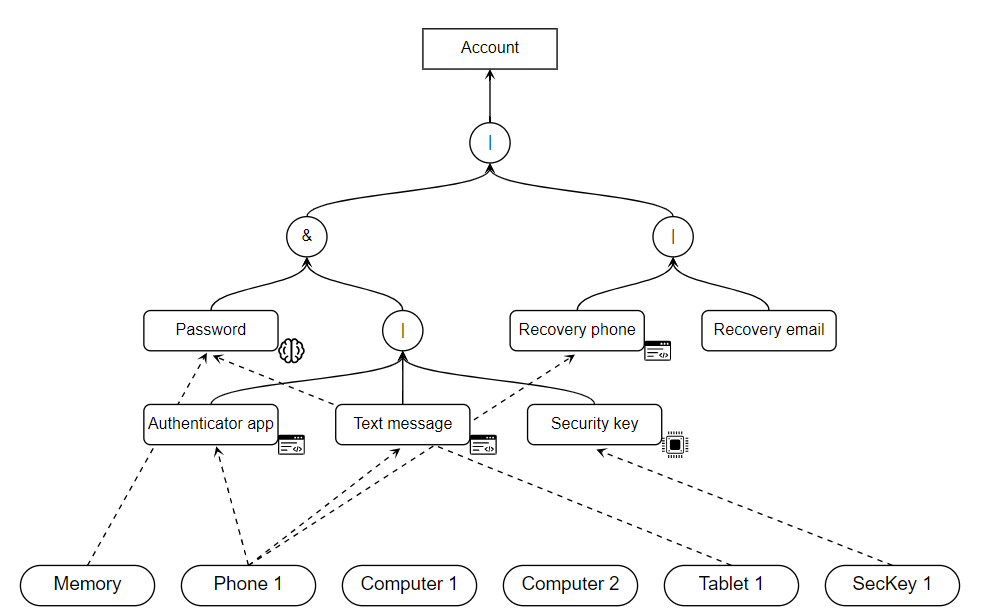 Account
|
& |
Password | Recovery phone Recovery email
Authenticator app Text message Security key
Memory Phone 1 Computer 1 Computer 2 Tablet 1 SecKey 1